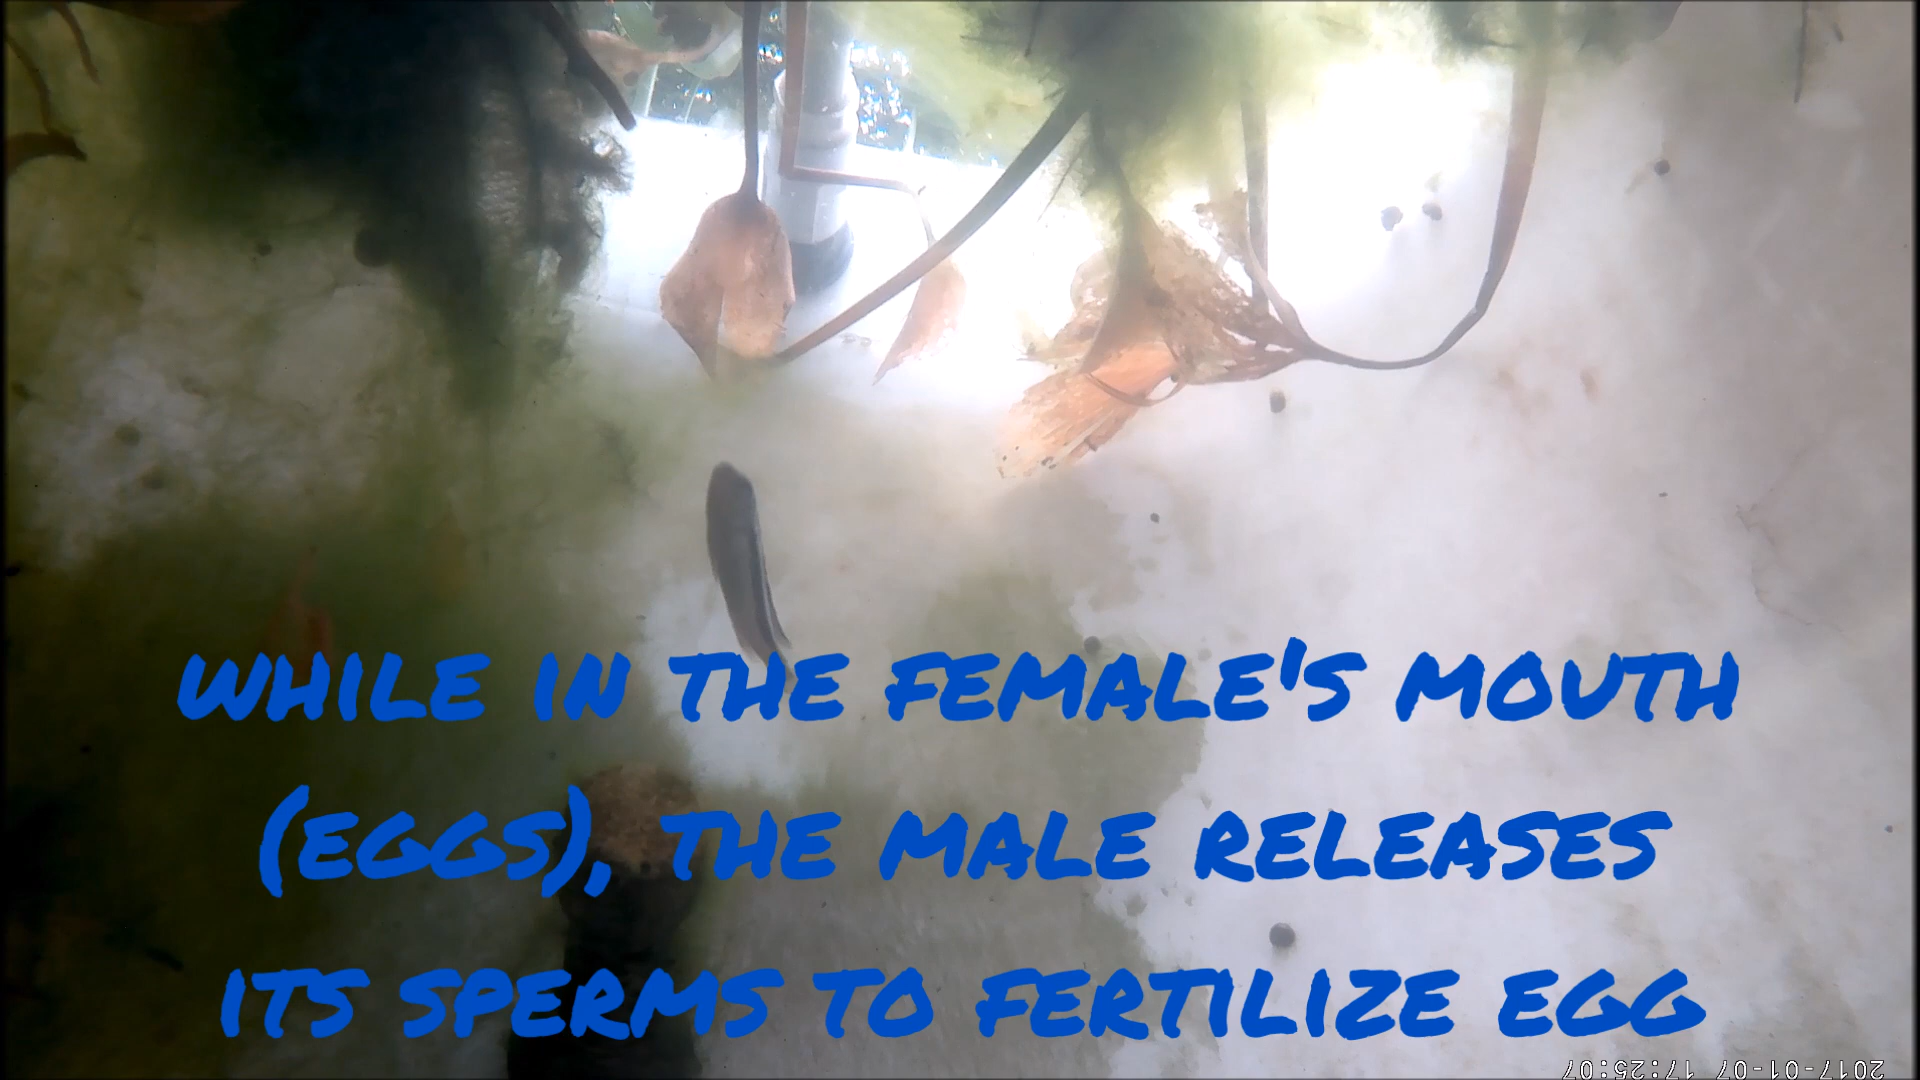 WHILE IN THE FEMALE'S MOUTH
(EGGS), THE MALE RELEASES
ITS SPERMS TO FERTILIZE EGG
2017-01-07 17:25:07